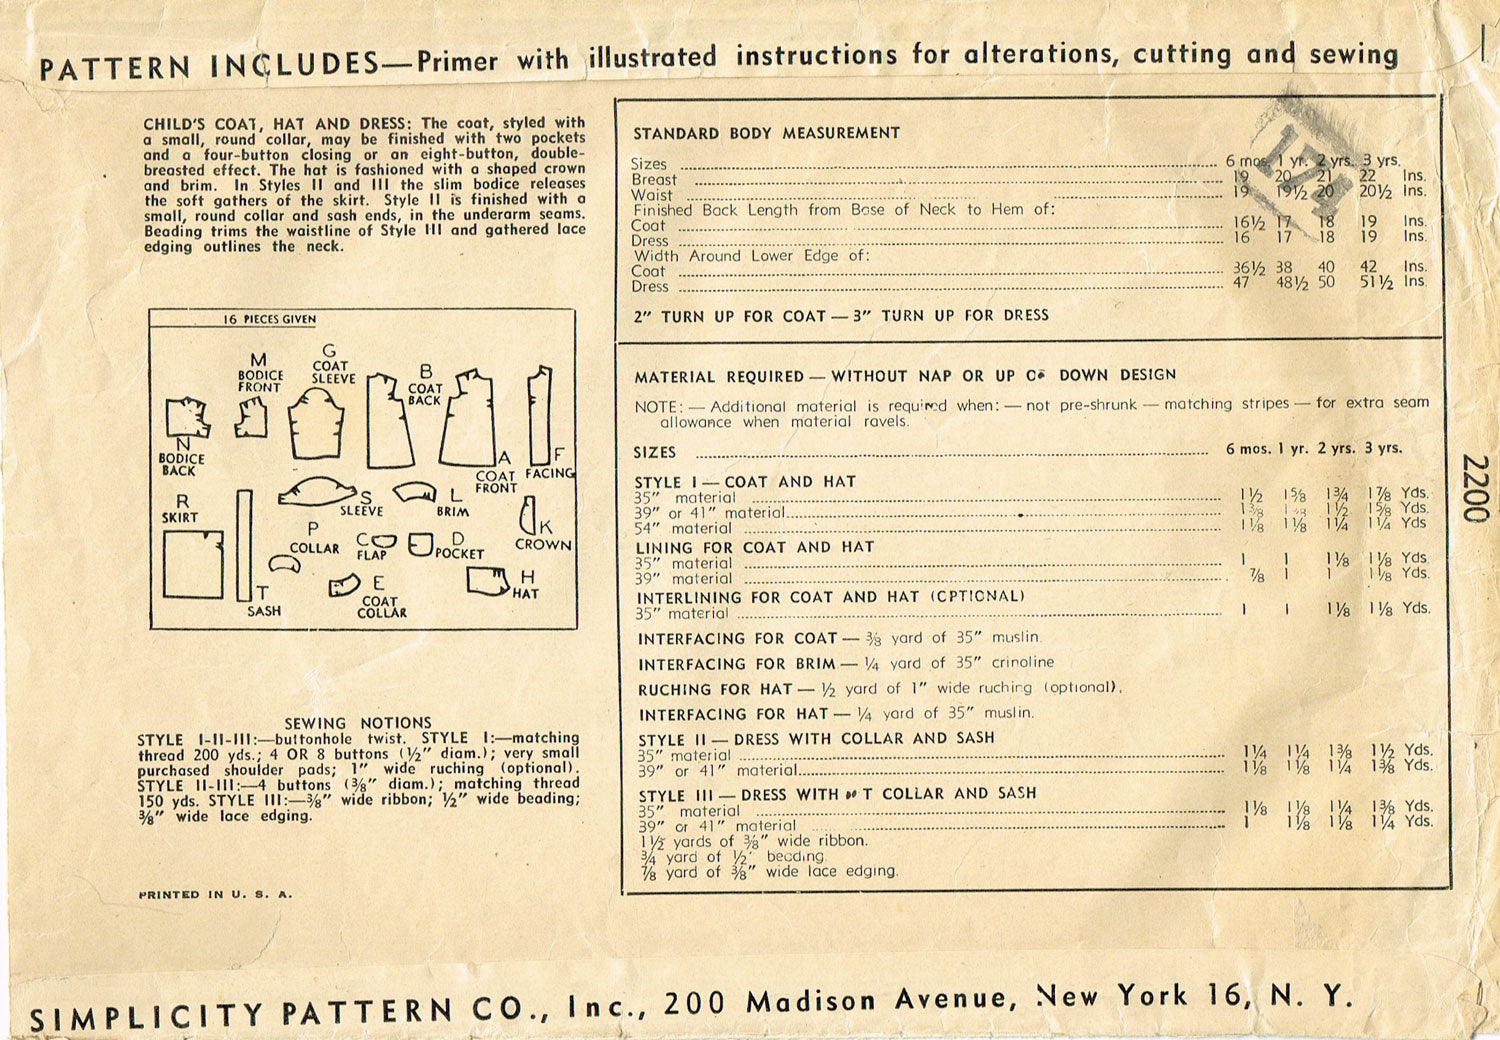 PATTERN INCLUDES—Primer with illustrated instructions for alterations, cutting and sewing
CHILD'S COAT, HAT AND DRESS: The coat, styled with
a small, round collar, may be finished with two pockets
and a four-button closing or an eight-button, double-
breasted effect. The hat is fashioned with a shaped crown
and brim. In Styles II and III the slim bodice releases
the soft gathers of the skirt. Style II is finished with a
small, round collar and sash ends, in the underarm seams.
Beading trims the waistline of Style III and gathered lace
edging outlines the neck.
16 PIECES GIVEN
N
BODICE
BACK
M
BODICE
FRONT
G
COAT
SLEEVE
B
COAT
BACK
A
COAT
FRONT
F
FACING
R
SKIRT
T
SASH
S
SLEEVE
L
BRIM
K
CROWN
P
COLLAR
C
FLAP
D
POCKET
E
COAT
COLLAR
H
HAT
SEWING NOTIONS
STYLE I-II-III:—buttonhole twist. STYLE I:—matching
thread 200 yds.; 4 OR 8 buttons (½" diam.); very small
purchased shoulder pads; 1" wide ruching (optional).
STYLE II-III:—4 buttons (⅜" diam.); matching thread
150 yds. STYLE III:—⅜" wide ribbon; ½" wide beading;
⅜" wide lace edging.
PRINTED IN U. S. A.
STANDARD BODY MEASUREMENT
Sizes 6 mos. 1 yr. 2 yrs. 3 yrs.
Breast 19 20 21 22 Ins.
Waist 19 19½ 20 20½ Ins.
Finished Back Length from Base of Neck to Hem of:
Coat 16½ 17 18 19 Ins.
Dress 16 17 18 19 Ins.
Width Around Lower Edge of:
Coat 36½ 38 40 42 Ins.
Dress 47 48½ 50 51½ Ins.
2" TURN UP FOR COAT—3" TURN UP FOR DRESS
MATERIAL REQUIRED—WITHOUT NAP OR UP OR DOWN DESIGN
NOTE:—Additional material is required when:—not pre-shrunk—matching stripes—for extra seam
allowance when material ravels.
SIZES 6 mos. 1 yr. 2 yrs. 3 yrs.
STYLE I—COAT AND HAT
35" material 1½ 1⅝ 1¾ 1⅞ Yds.
39" or 41" material 1⅜ 1⅜ 1½ 1⅝ Yds.
54" material 1⅛ 1⅛ 1¼ 1¼ Yds
LINING FOR COAT AND HAT
35" material 1 1 1⅛ 1⅛ Yds.
39" material ⅞ 1 1 1⅛ Yds.
INTERLINING FOR COAT AND HAT (OPTIONAL)
35" material 1 1 1⅛ 1⅛ Yds.
INTERFACING FOR COAT—⅜ yard of 35" muslin.
INTERFACING FOR BRIM—¼ yard of 35" crinoline
RUCHING FOR HAT—½ yard of 1" wide ruching (optional).
INTERFACING FOR HAT—¼ yard of 35" muslin.
STYLE II—DRESS WITH COLLAR AND SASH
35" material 1¼ 1¼ 1⅜ 1½ Yds.
39" or 41" material 1⅛ 1⅛ 1¼ 1⅜ Yds.
STYLE III—DRESS WITH COLLAR AND SASH
35" material 1⅛ 1⅛ 1¼ 1⅜ Yds.
39" or 41" material 1 1⅛ 1⅛ 1¼ Yds.
1½ yards of ⅜" wide ribbon.
¾ yard of ½" beading.
⅞ yard of ⅜" wide lace edging.
2200
SIMPLICITY PATTERN CO., Inc., 200 Madison Avenue, New York 16, N. Y.